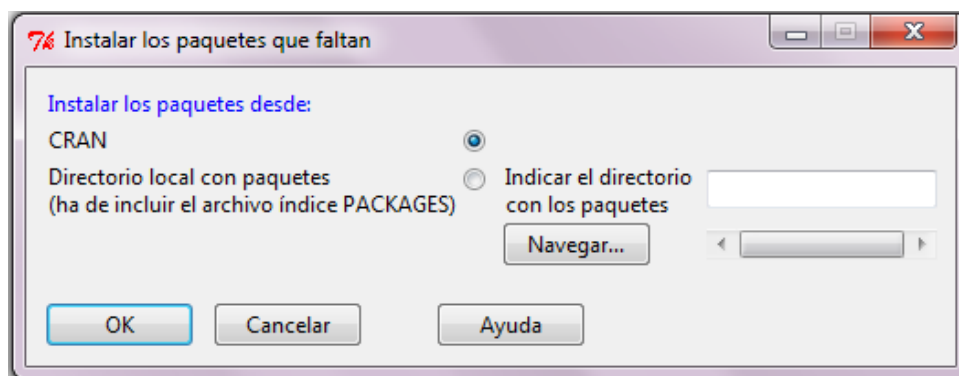 Instalar los paquetes que faltan
Instalar los paquetes desde:
CRAN
Directorio local con paquetes
(ha de incluir el archivo índice PACKAGES)
Indicar el directorio
con los paquetes
Navegar...
OK
Cancelar
Ayuda